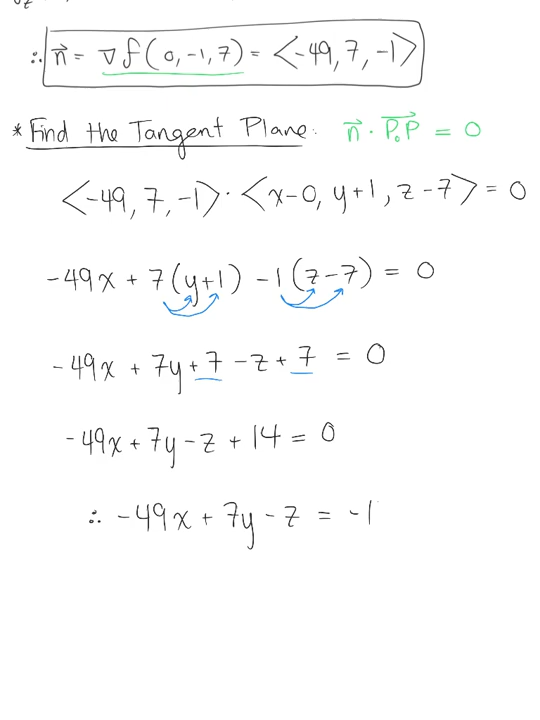 ∴ n⃗ = ∇f(0, -1, 7) = <-49, 7, -1>
* Find the Tangent Plane: n⃗ · P₀P⃗ = 0
<-49, 7, -1> · <x-0, y+1, z-7> = 0
-49x + 7(y+1) -1(z-7) = 0
-49x + 7y + 7 - z + 7 = 0
-49x + 7y - z + 14 = 0
∴ -49x + 7y - z = -1